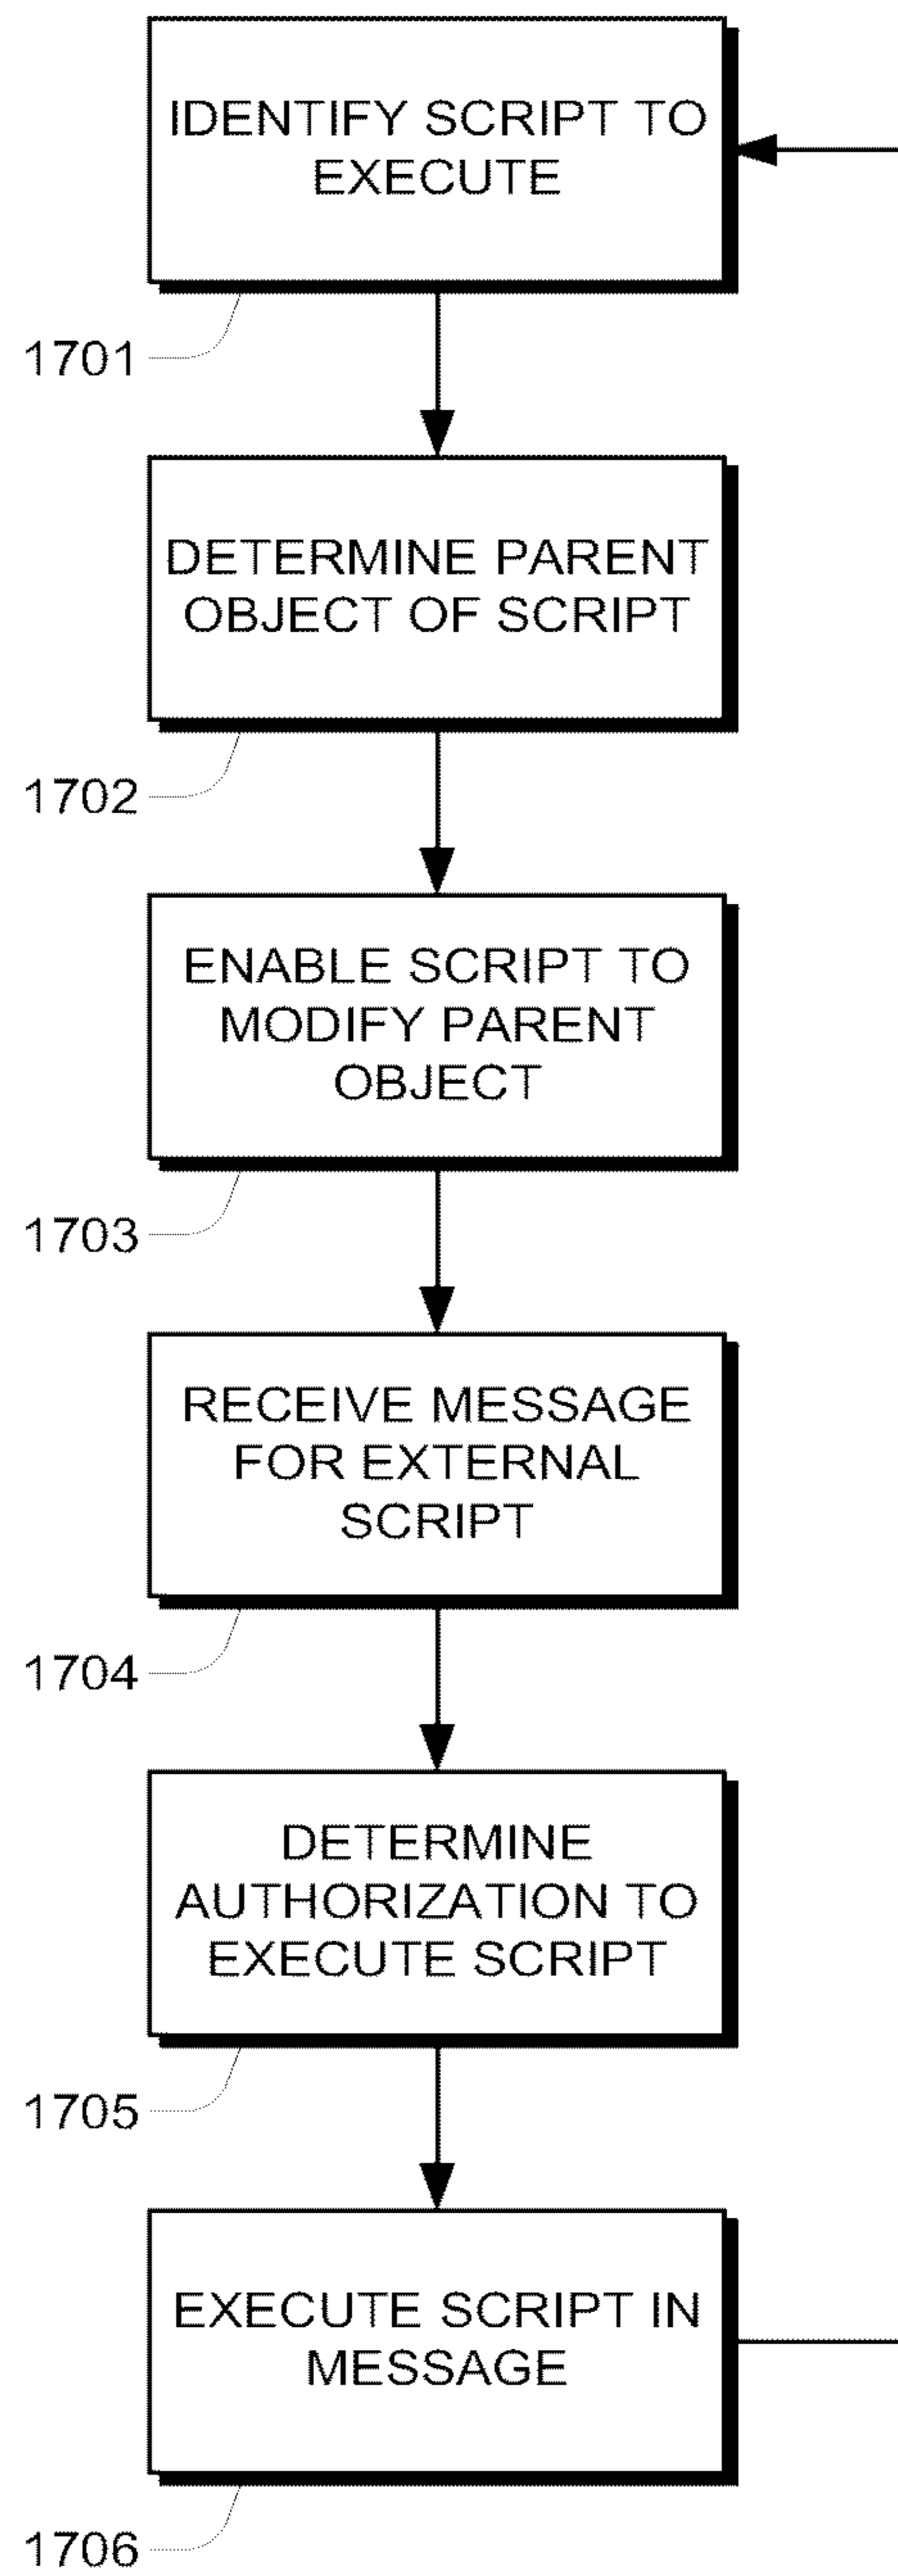 IDENTIFY SCRIPT TO
EXECUTE
1701
DETERMINE PARENT
OBJECT OF SCRIPT
1702
ENABLE SCRIPT TO
MODIFY PARENT
OBJECT
1703
RECEIVE MESSAGE
FOR EXTERNAL
SCRIPT
1704
DETERMINE
AUTHORIZATION TO
EXECUTE SCRIPT
1705
EXECUTE SCRIPT IN
MESSAGE
1706